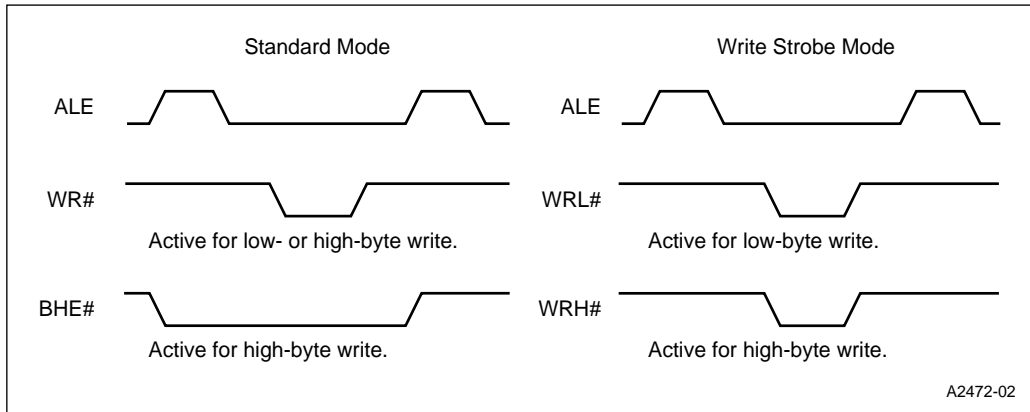 Standard Mode
Write Strobe Mode
ALE
ALE
WR#
Active for low- or high-byte write.
WRL#
Active for low-byte write.
BHE#
Active for high-byte write.
WRH#
Active for high-byte write.
A2472-02